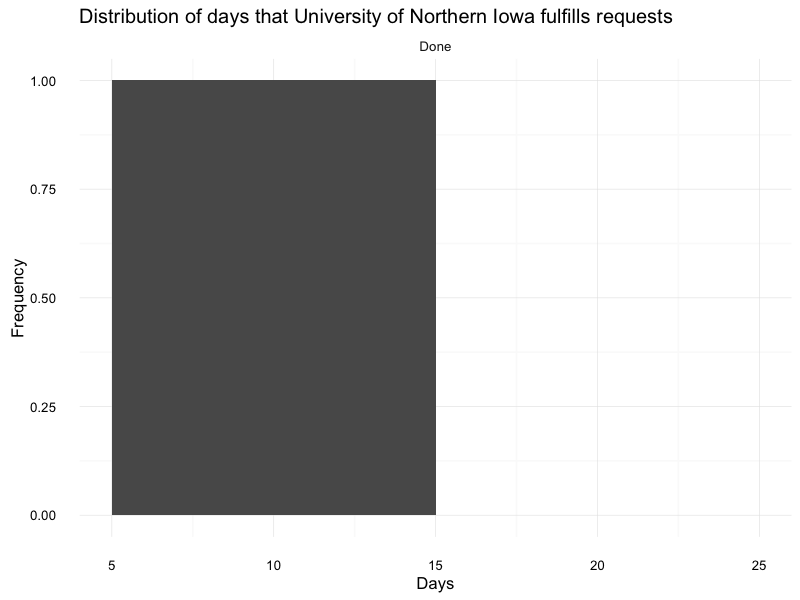 Distribution of days that University of Northern Iowa fulfills requests
Done
1.00
0.75
0.50
0.25
0.00
Frequency
5 10 15 20 25
Days